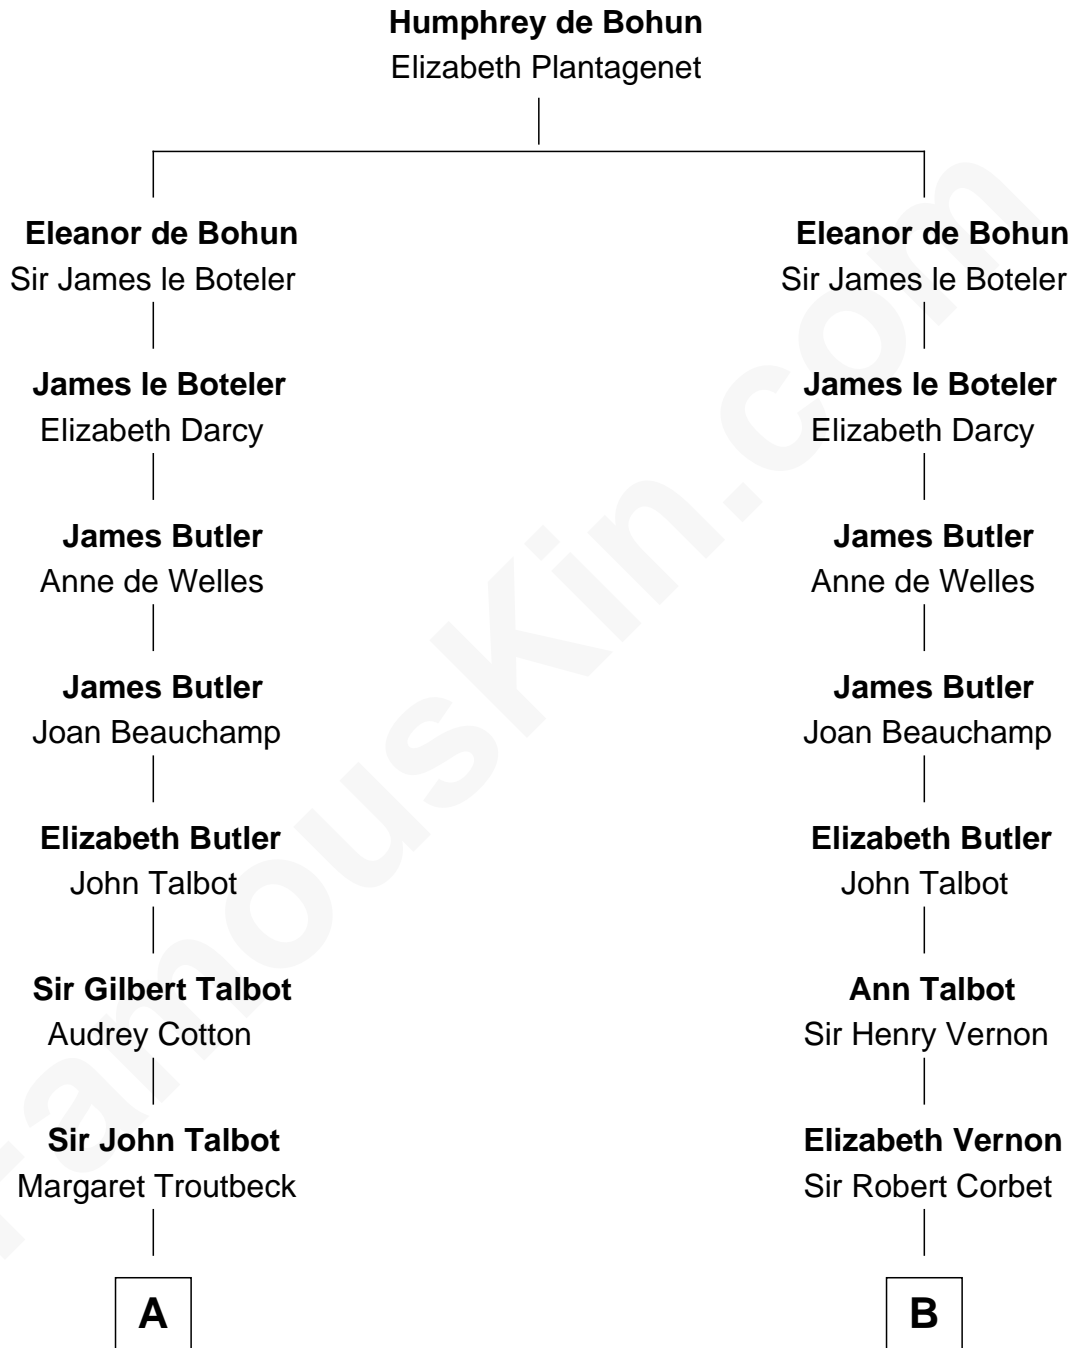 Humphrey de Bohun
Elizabeth Plantagenet
Eleanor de Bohun
Sir James le Boteler
James le Boteler
Elizabeth Darcy
James Butler
Anne de Welles
James Butler
Joan Beauchamp
Elizabeth Butler
John Talbot
Sir Gilbert Talbot
Audrey Cotton
Sir John Talbot
Margaret Troutbeck
A
Eleanor de Bohun
Sir James le Boteler
James le Boteler
Elizabeth Darcy
James Butler
Anne de Welles
James Butler
Joan Beauchamp
Elizabeth Butler
John Talbot
Ann Talbot
Sir Henry Vernon
Elizabeth Vernon
Sir Robert Corbet
B
FamousKin.com